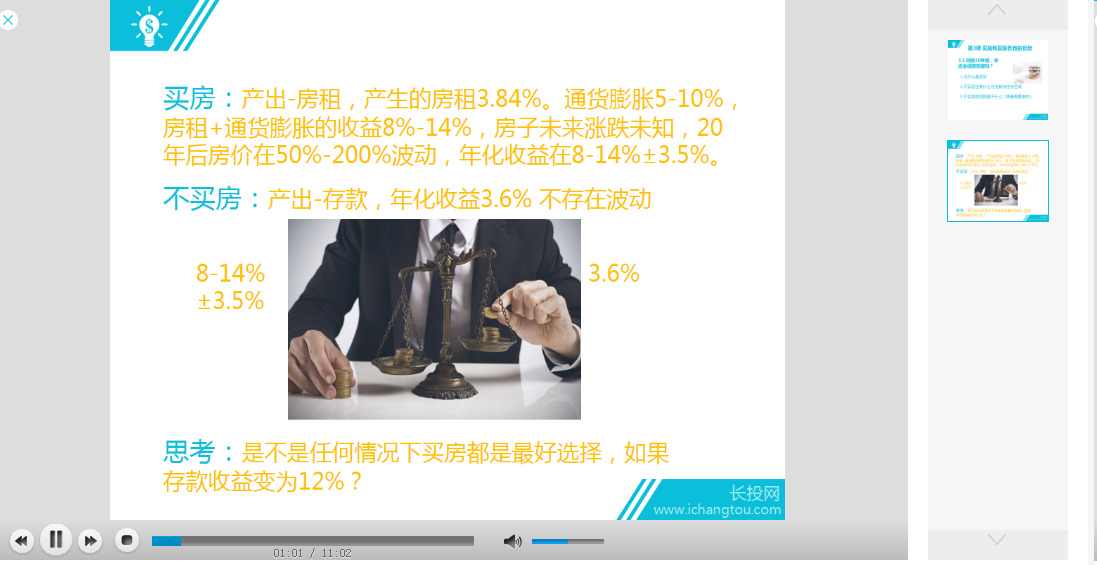 买房：产出-房租，产生的房租3.84%。通货膨胀5-10%，
房租+通货膨胀的收益8%-14%，房子未来涨跌未知，20
年后房价在50%-200%波动，年化收益在8-14%±3.5%。
不买房：产出-存款，年化收益3.6% 不存在波动
8-14%
±3.5%
3.6%
思考：是不是任何情况下买房都是最好选择，如果
存款收益变为12%？
长投网
www.ichangtou.com
01:01 / 11:02